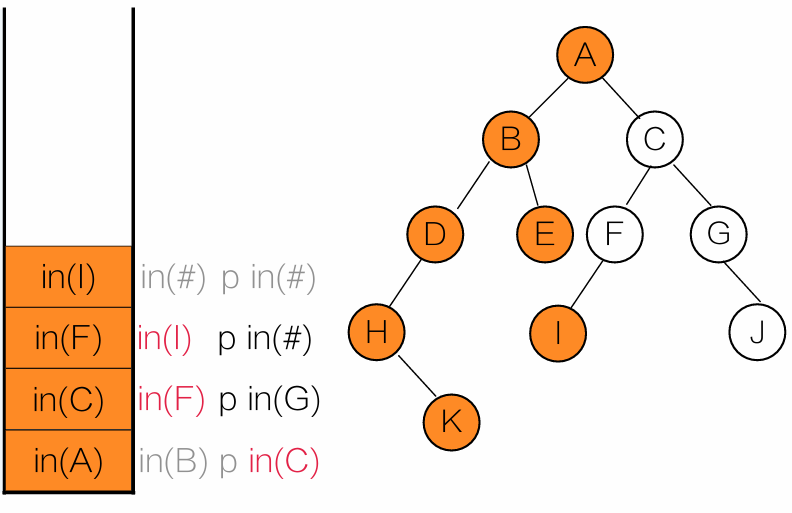 A
B
C
D
E
F
G
in(I) in(#) p in(#)
H
I
J
in(F) in(I) p in(#)
in(C) in(F) p in(G)
K
in(A) in(B) p in(C)